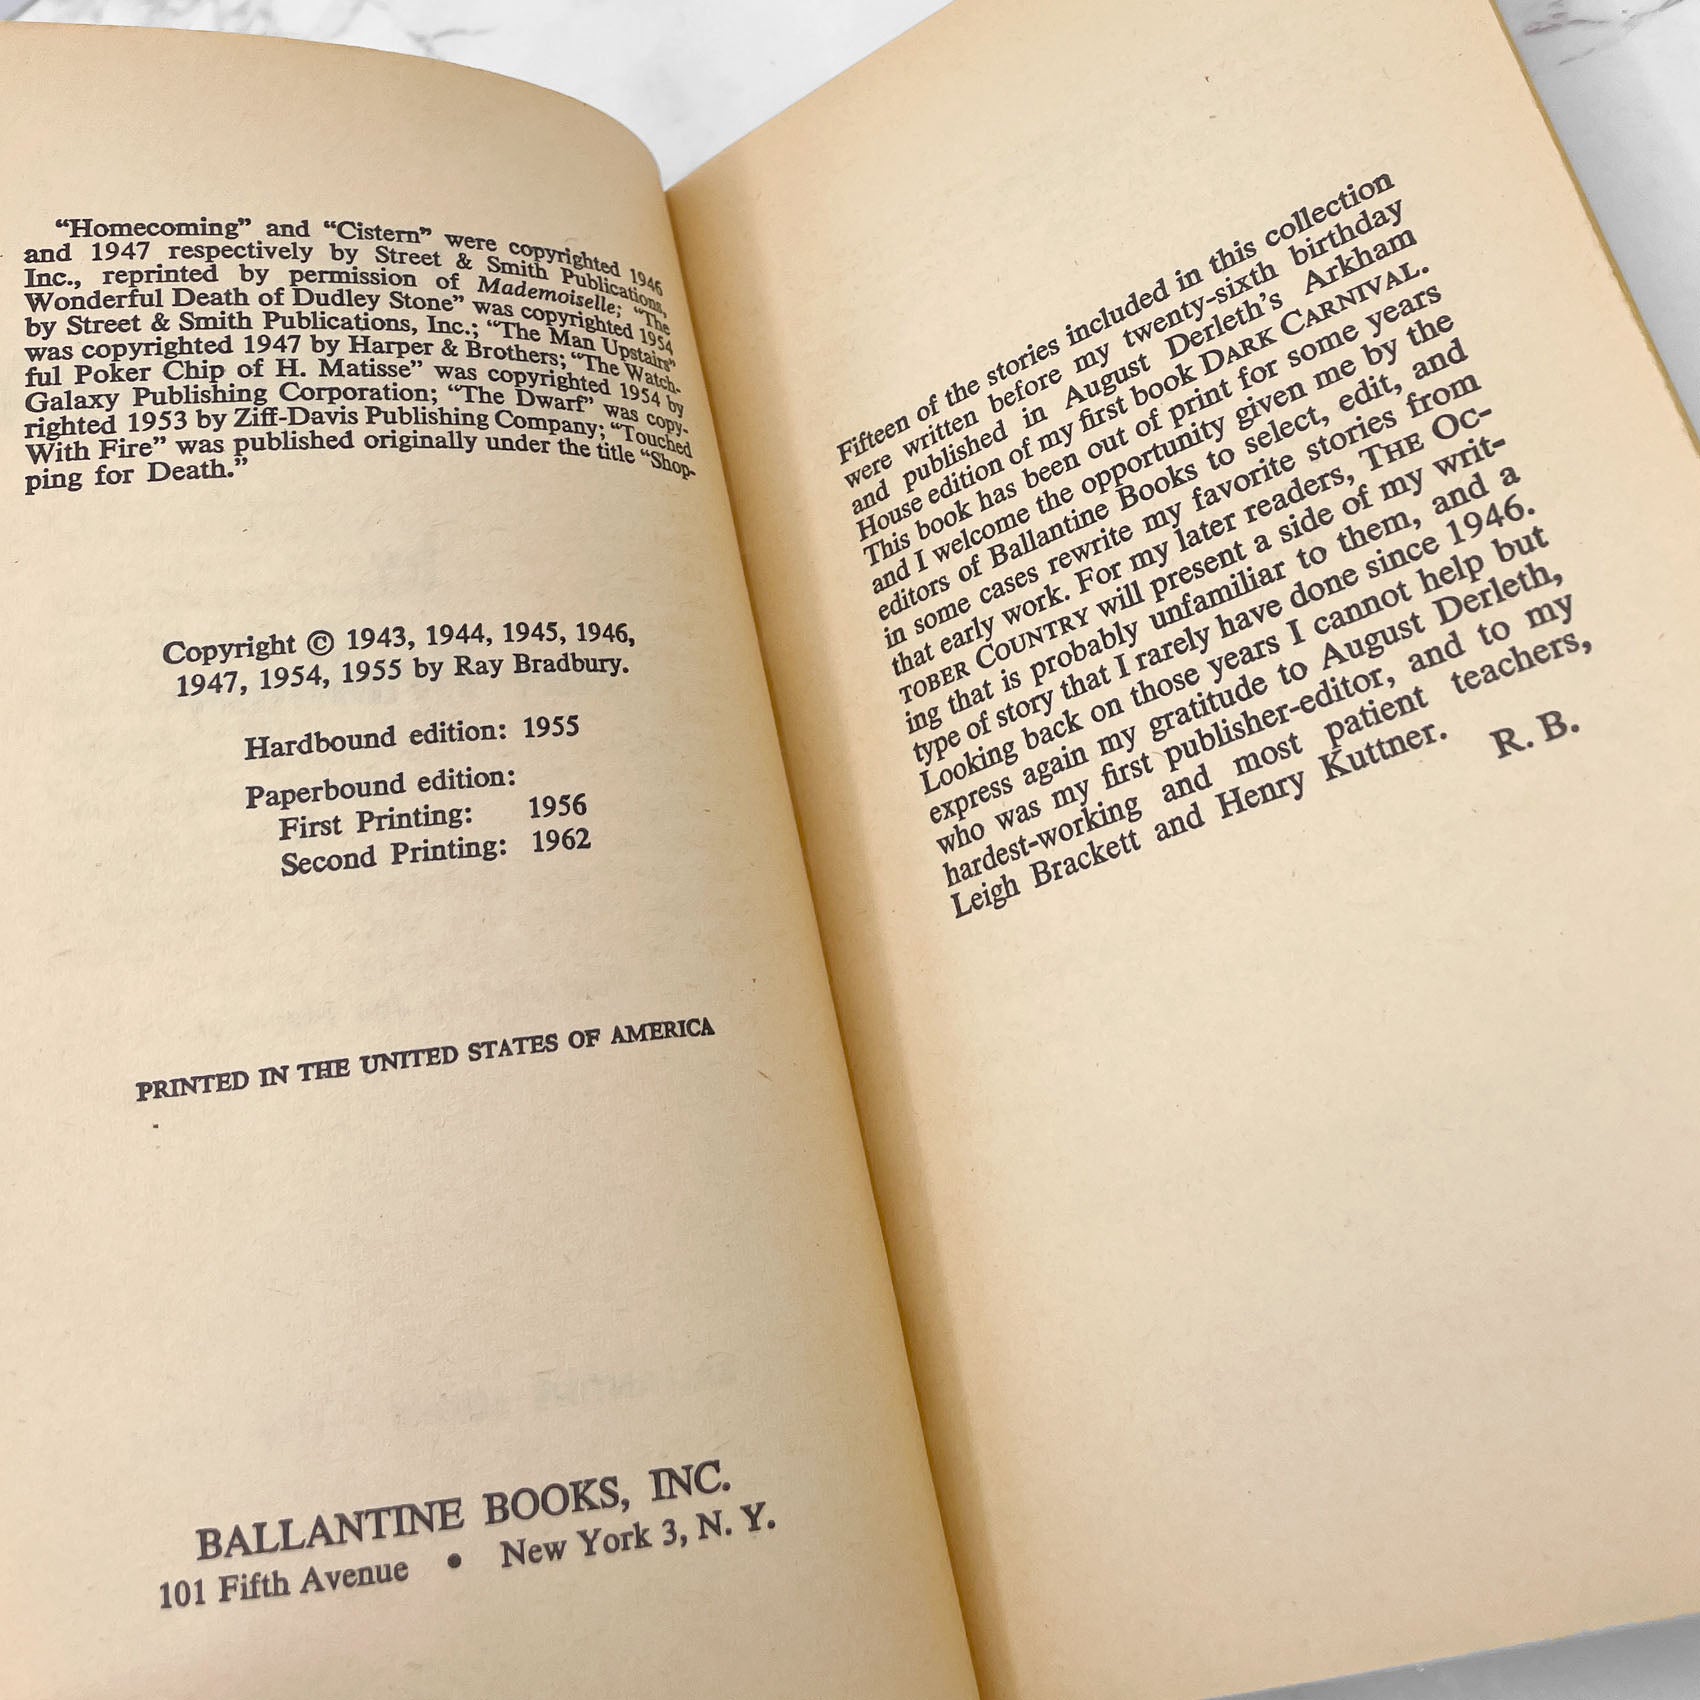 “Homecoming” and “Cistern” were copyrighted 1946
and 1947 respectively by Street & Smith Publications,
Inc., reprinted by permission of Mademoiselle; “The
Wonderful Death of Dudley Stone” was copyrighted 1954
by Street & Smith Publications, Inc.; “The Man Upstairs”
was copyrighted 1947 by Harper & Brothers; “The Watch-
ful Poker Chip of H. Matisse” was copyrighted 1954 by
Galaxy Publishing Corporation; “The Dwarf” was copy-
righted 1953 by Ziff-Davis Publishing Company; “Touched
With Fire” was published originally under the title “Shop-
ping for Death.”
Copyright © 1943, 1944, 1945, 1946,
1947, 1954, 1955 by Ray Bradbury.
Hardbound edition: 1955
Paperbound edition:
First Printing: 1956
Second Printing: 1962
PRINTED IN THE UNITED STATES OF AMERICA
BALLANTINE BOOKS, INC.
101 Fifth Avenue • New York 3, N. Y.
Fifteen of the stories included in this collection
were written before my twenty-sixth birthday
and published in August Derleth’s Arkham
House edition of my first book DARK CARNIVAL.
This book has been out of print for some years
and I welcome the opportunity given me by the
editors of Ballantine Books to select, edit, and
in some cases rewrite my favorite stories from
that early work. For my later readers, THE OC-
TOBER COUNTRY will present a side of my writ-
ing that is probably unfamiliar to them, and a
type of story that I rarely have done since 1946.
Looking back on those years I cannot help but
express again my gratitude to August Derleth,
who was my first publisher-editor, and to my
hardest-working and most patient teachers,
Leigh Brackett and Henry Kuttner.
R. B.